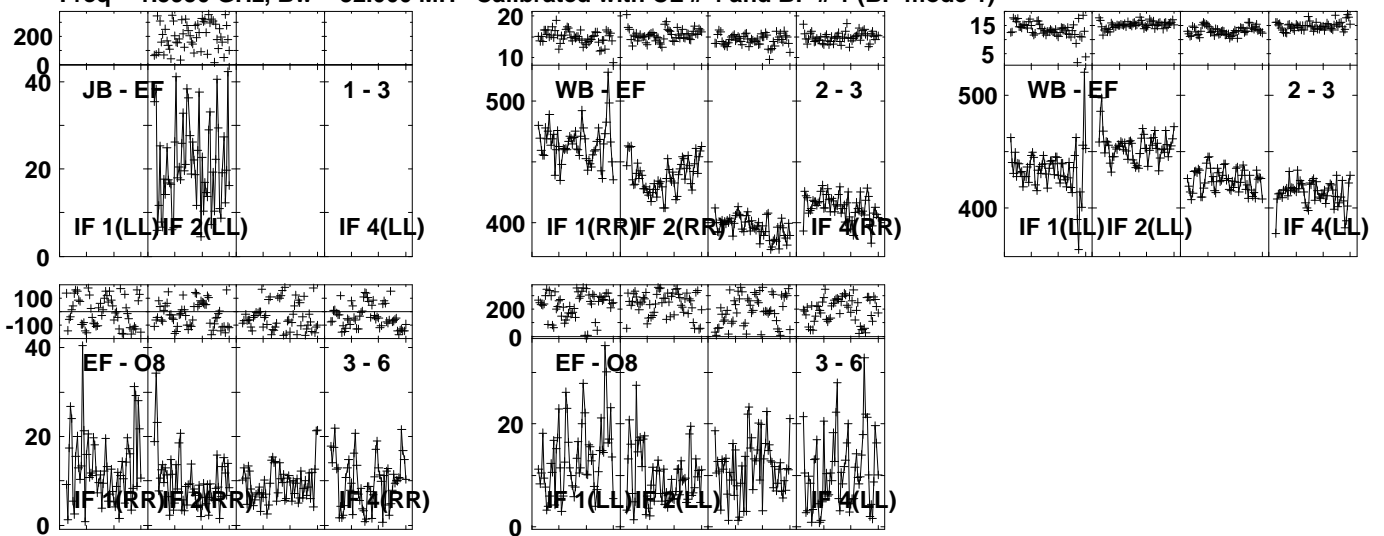 200
0
40
20
0
JB - EF 1 - 3
IF 1(LL) IF 2(LL) IF 4(LL)
20
10
500
400
WB - EF 2 - 3
IF 1(RR) IF 2(RR) IF 4(RR)
15
5
500
400
WB - EF 2 - 3
IF 1(LL) IF 2(LL) IF 4(LL)
100
-100
40
20
0
EF - O8 3 - 6
IF 1(RR) IF 2(RR) IF 4(RR)
200
0
20
0
EF - O8 3 - 6
IF 1(LL) IF 2(LL) IF 4(LL)